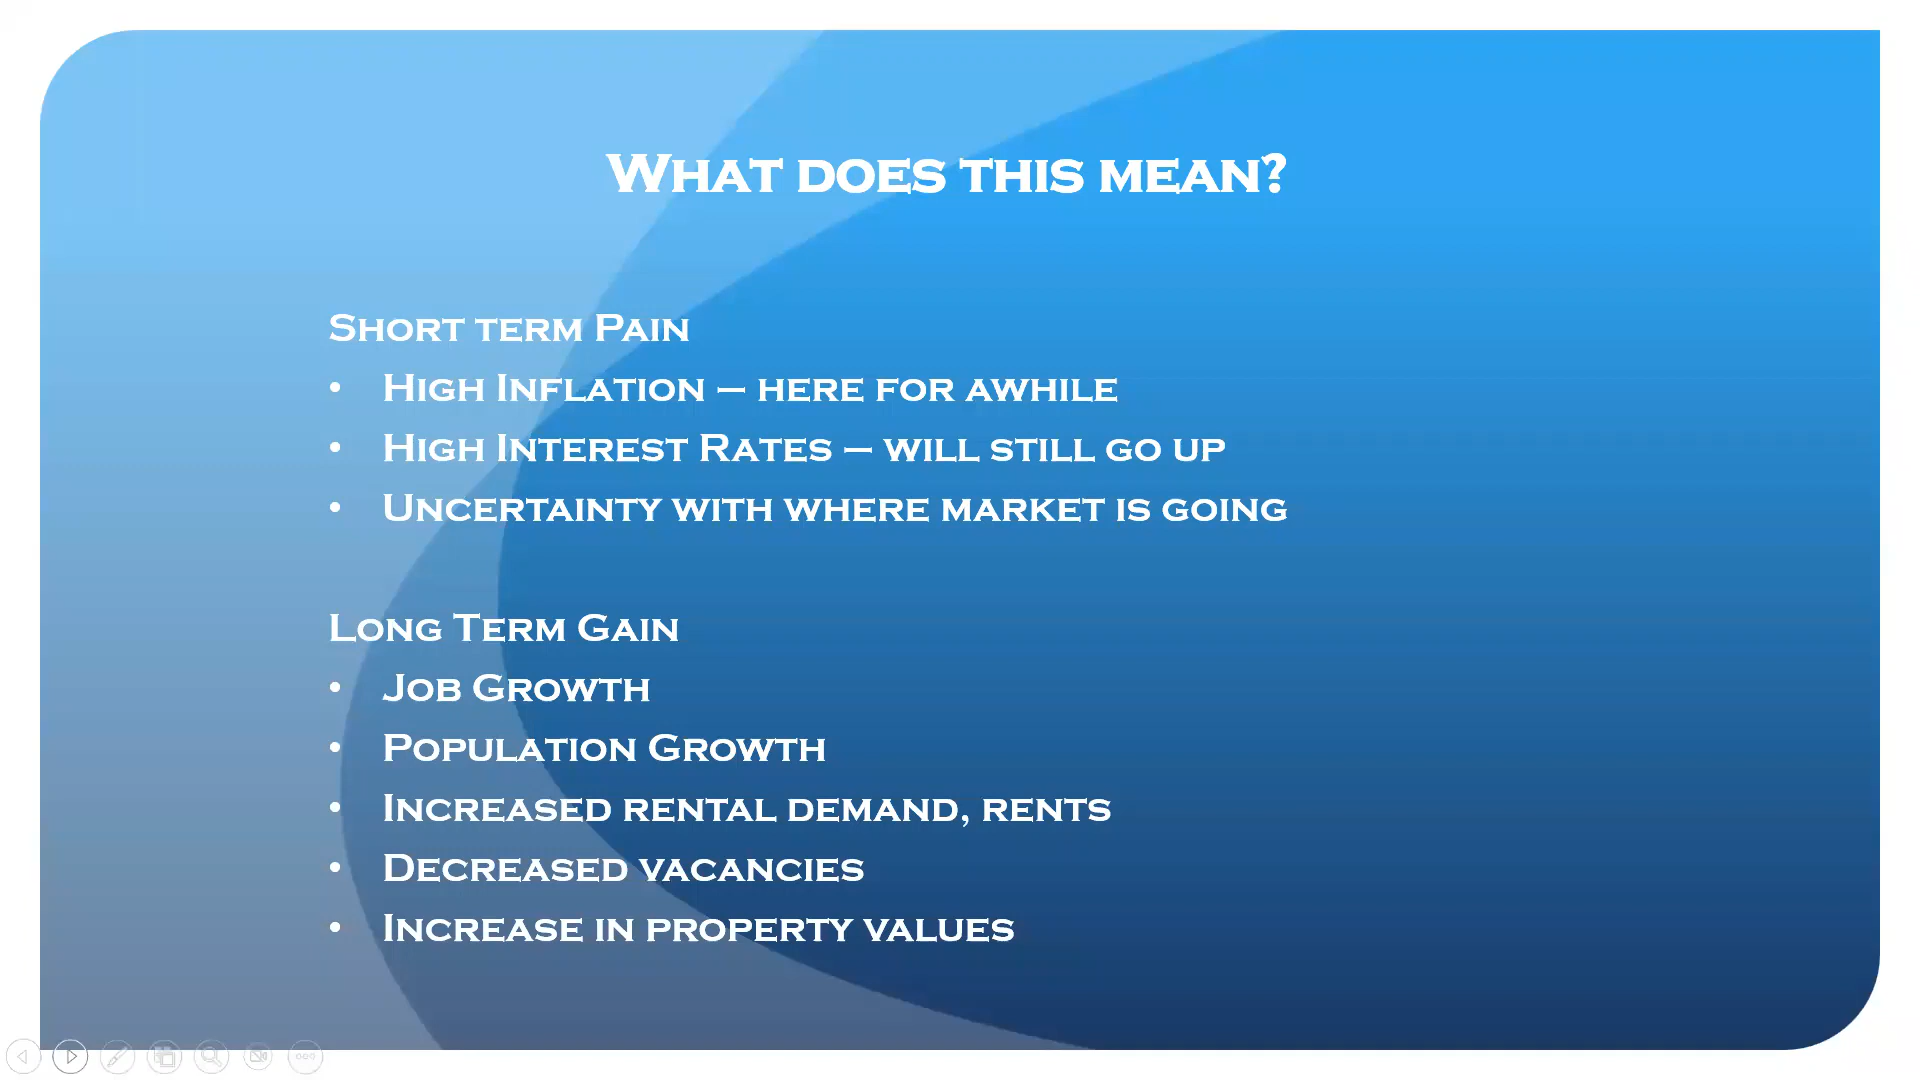 What does this mean?
Short term Pain
• High Inflation – here for awhile
• High Interest Rates – will still go up
• Uncertainty with where market is going
Long Term Gain
• Job Growth
• Population Growth
• Increased rental demand, rents
• Decreased vacancies
• Increase in property values